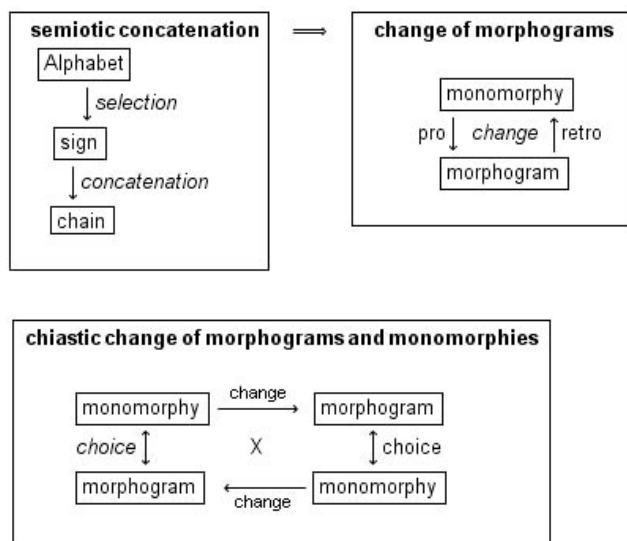 semiotic concatenation
Alphabet
selection
sign
concatenation
chain
⟹
change of morphograms
monomorphy
pro change retro
morphogram
chiastic change of morphograms and monomorphies
monomorphy change morphogram
choice X choice
morphogram change monomorphy